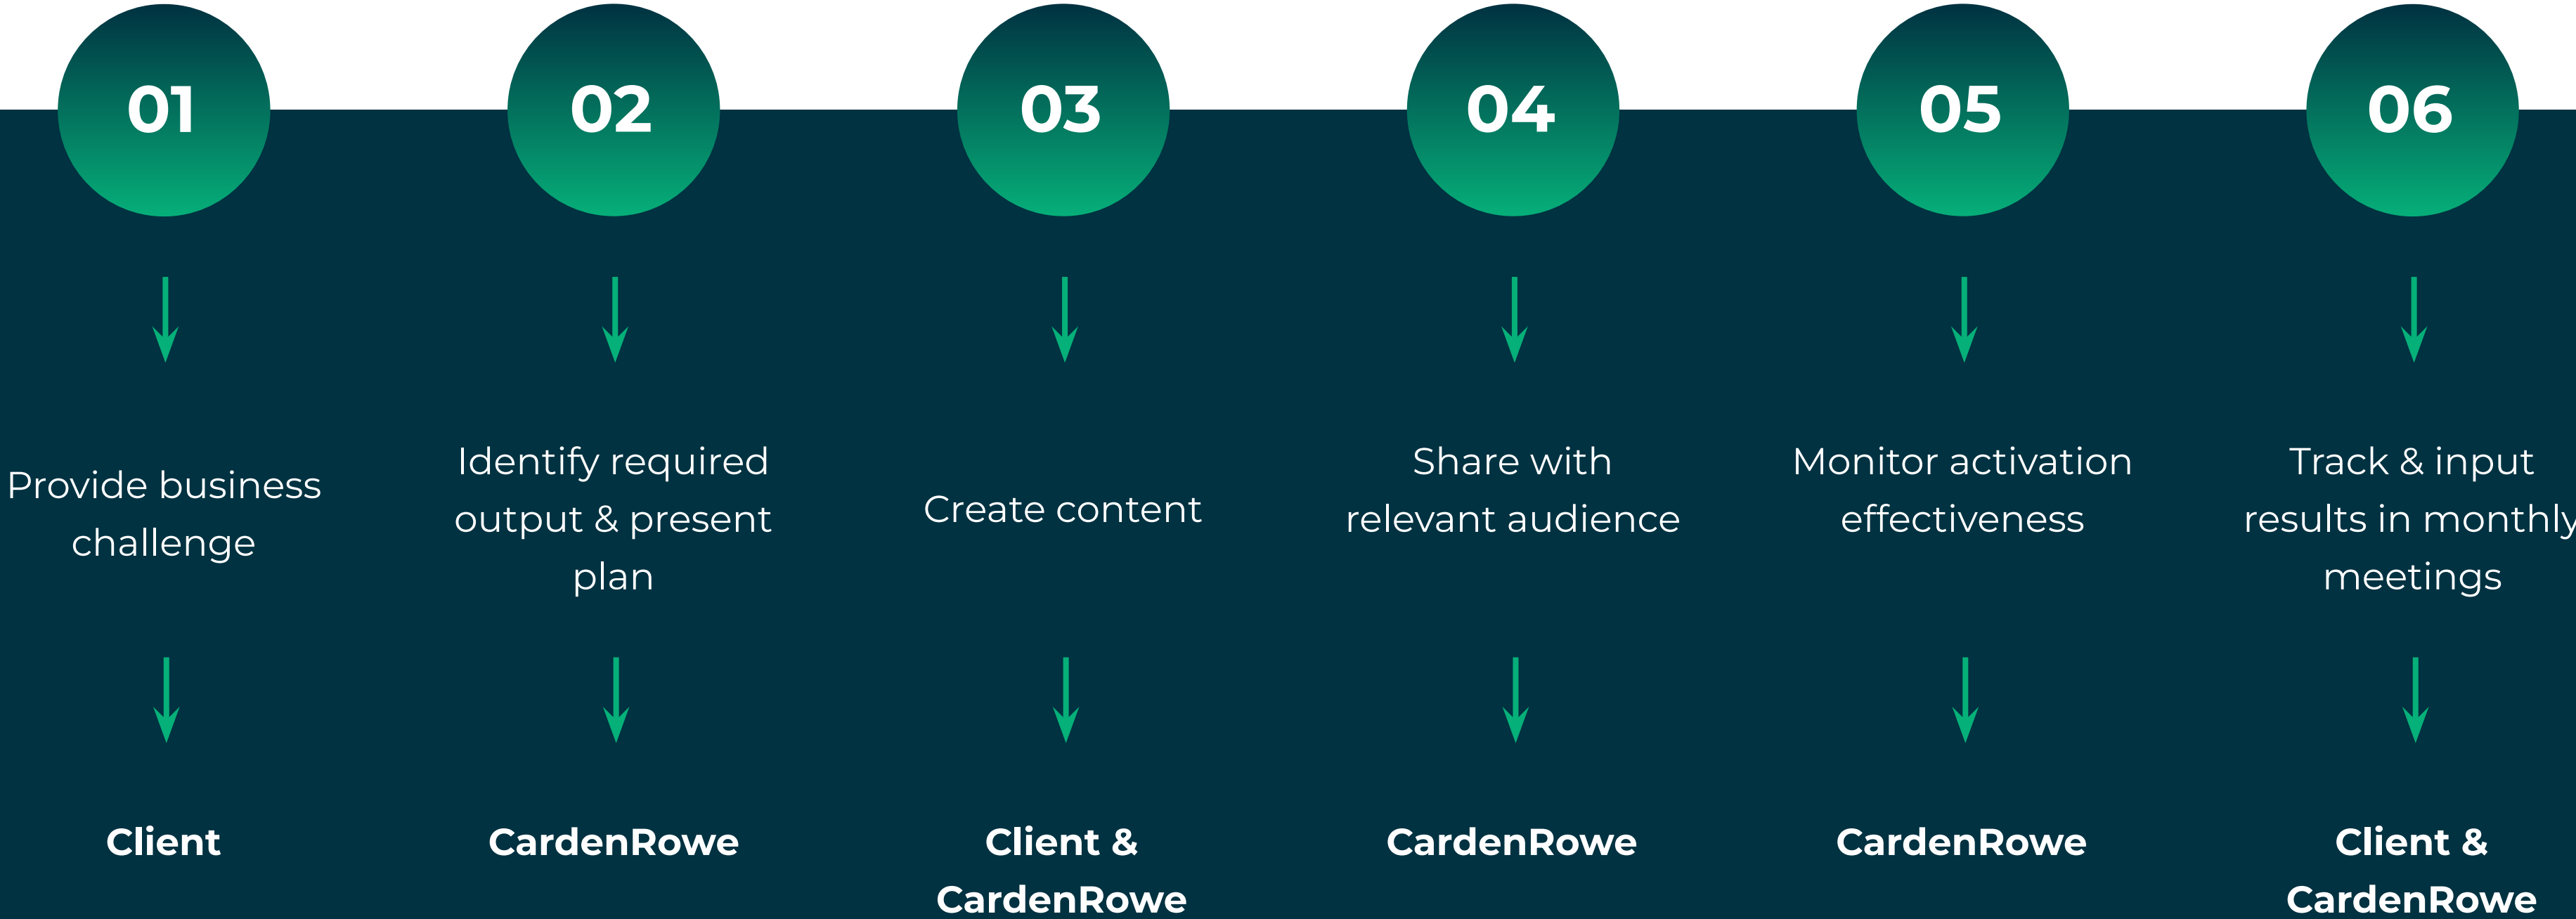 01
02
03
04
05
06
Provide business
challenge
Identify required
output & present
plan
Create content
Share with
relevant audience
Monitor activation
effectiveness
Track & input
results in monthly
meetings
Client
CardenRowe
Client &
CardenRowe
CardenRowe
CardenRowe
Client &
CardenRowe